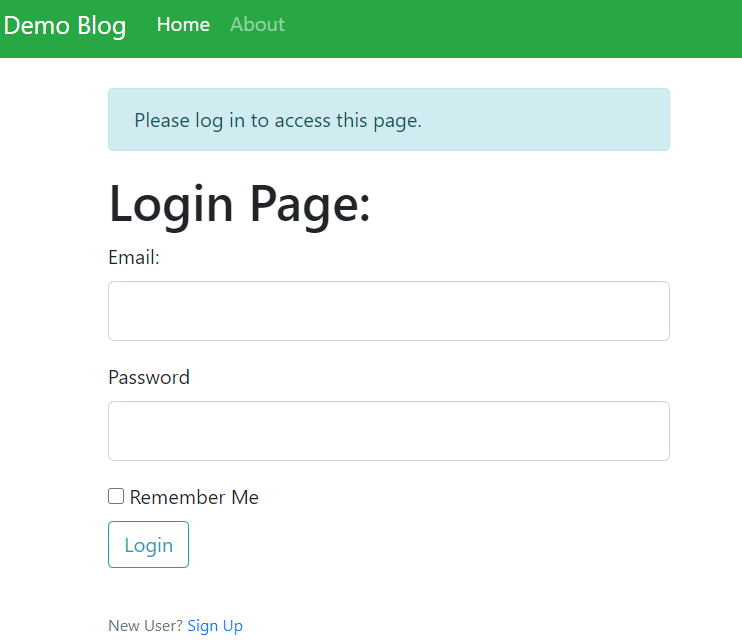 Demo Blog Home About
Please log in to access this page.
Login Page:
Email:
Password
Remember Me
Login
New User? Sign Up